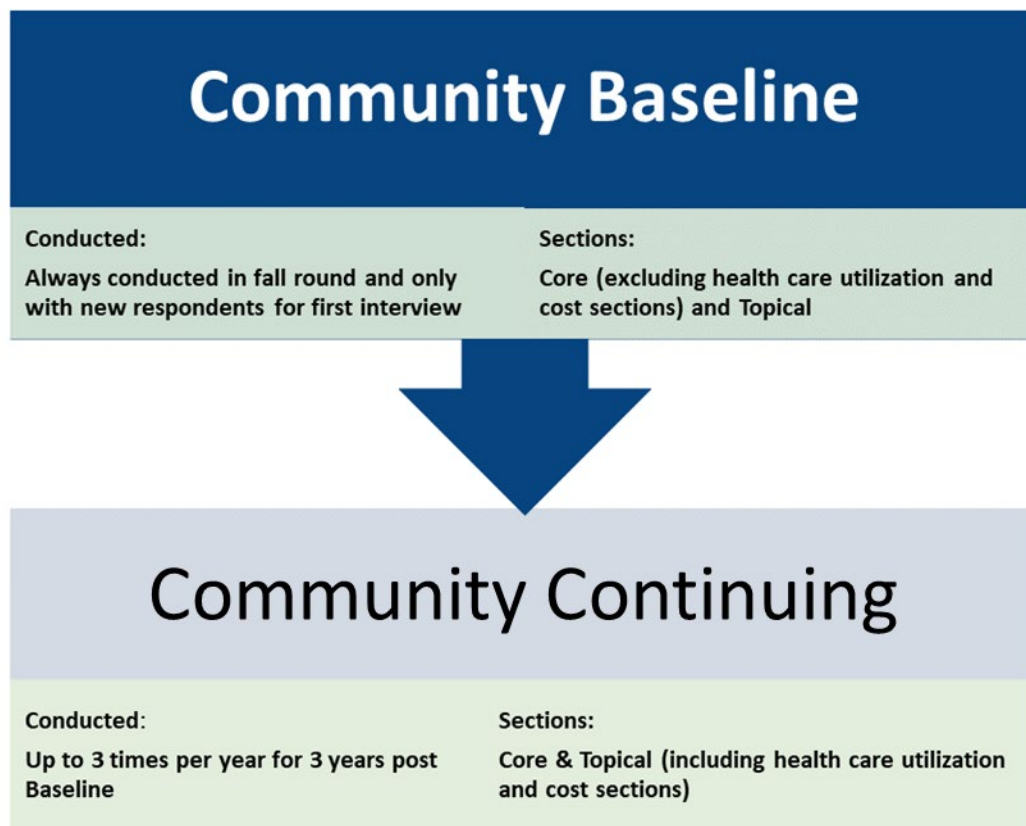 Community Baseline
Conducted:
Always conducted in fall round and only
with new respondents for first interview
Sections:
Core (excluding health care utilization and
cost sections) and Topical
Community Continuing
Conducted:
Up to 3 times per year for 3 years post
Baseline
Sections:
Core & Topical (including health care utilization
and cost sections)